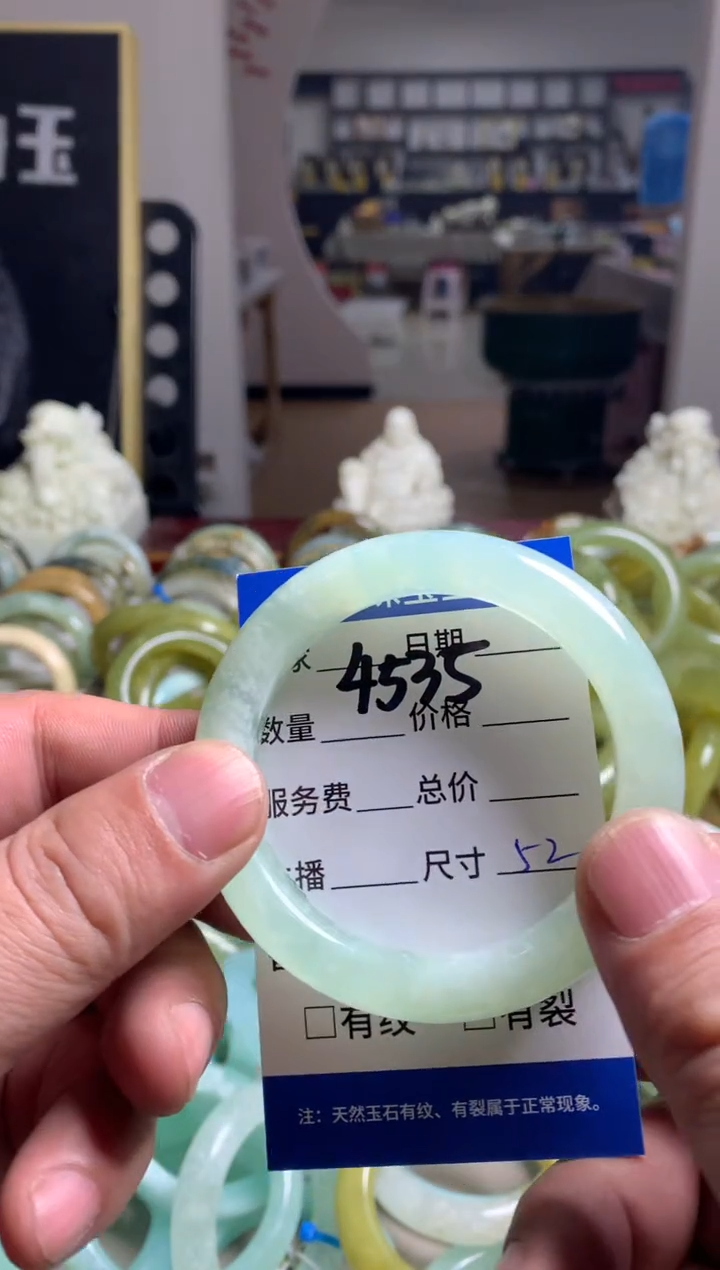 玉
日期
4535
数量 价格
服务费 总价
播 尺寸 52
有纹 有裂
注：天然玉石有纹、有裂属于正常现象。